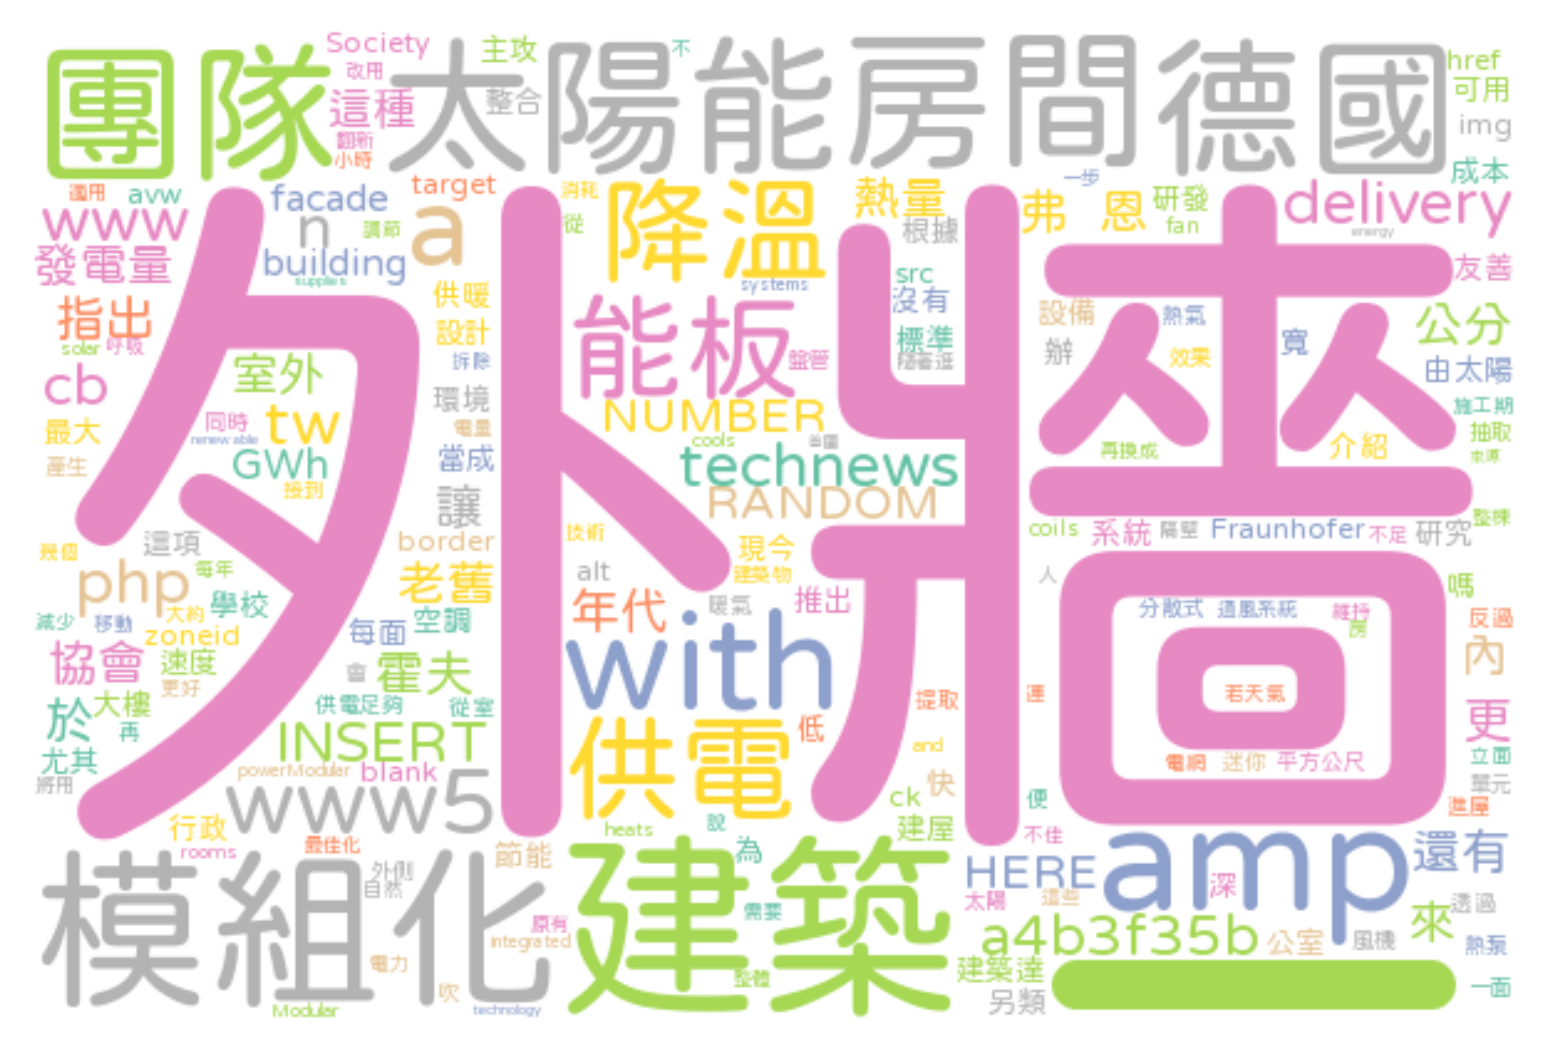 團隊 太陽能 房間 德國
Society
主攻
不
href
改用
整合
可用
這種
img
翻新
小時
成本
適用
avw
facade
target
消耗
降溫
熱量
一步
弗
恩
研發
delivery
www
n
a
調節
從
根據
fan
energy
發電量
building
supplies
systems
src
友善
供暖
沒有
指出
設計
能板
標準
設備
熱氣
寬
公分
solar
呼吸
拆除
盤管
隨著進
辦
效果
室外
由太陽
cb
環境
外牆
同時
tw
NUMBER
施工期
最大
renewable
電量
cools
再換成
介紹
抽取
產生
GWh
當成
technews
接到
讓
RANDOM
幾個
這項
border
技術
現今
coils
系統
隔壁
Fraunhofer
不足
研究
整棟
php
每年
老舊
alt
建築物
人
嗎
學校
大約
年代
暖氣
推出
分散式
通風系統
維持
房
反過
減少
移動
zoneid
每面
空調
with
內
協會
速度
會
霍夫
更好
提取
運
若天氣
於
大樓
再
供電足夠
從室
低
更
尤其
INSERT
供電
and
電網
迷你
平方公尺
立面
將用
powerModular
blank
www5
快
單元
ck
便
進屋
行政
建屋
不佳
rooms
最佳化
節能
heats
說
為
amp
還有
模組化
外側
自然
建築
HERE
深
太陽
這些
透過
原有
需要
來
integrated
a4b3f35b
公室
風機
熱泵
電力
整體
建築達
吹
另類
一面
Modular
technology
一